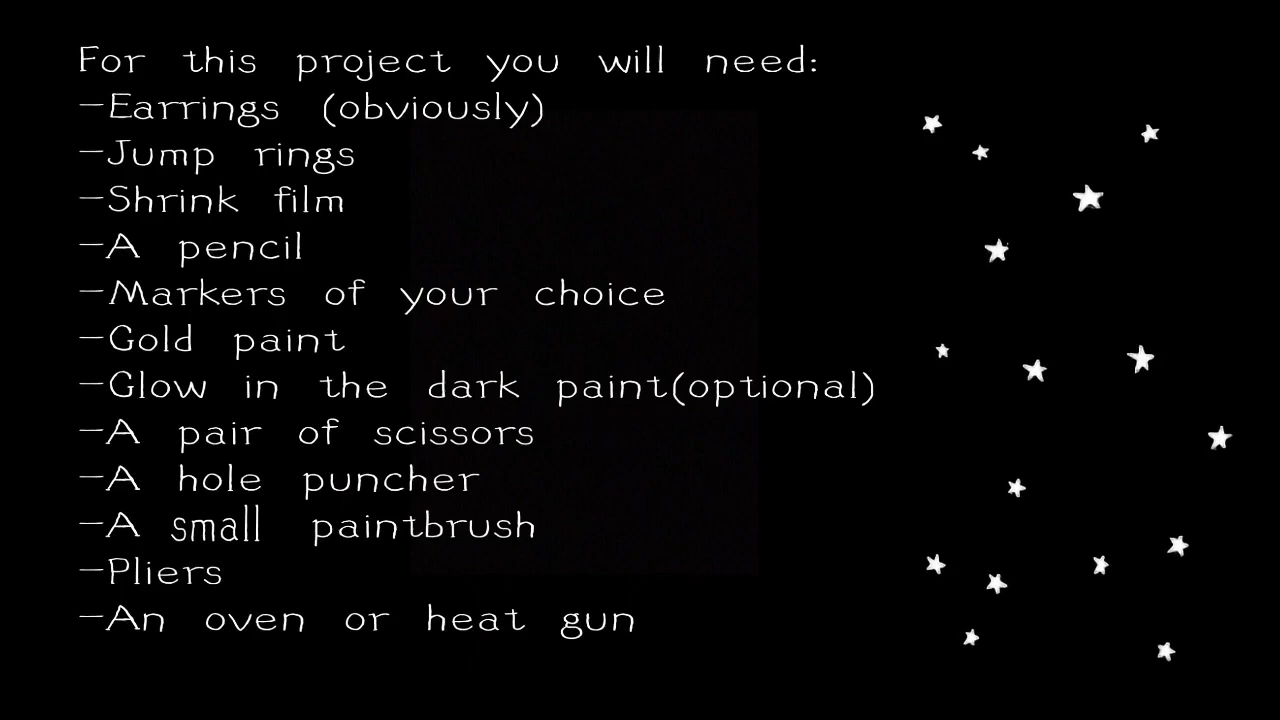 For this project you will need:
-Earrings (obviously)
-Jump rings
-Shrink film
-A pencil
-Markers of your choice
-Gold paint
-Glow in the dark paint(optional)
-A pair of scissors
-A hole puncher
-A small paintbrush
-Pliers
-An oven or heat gun